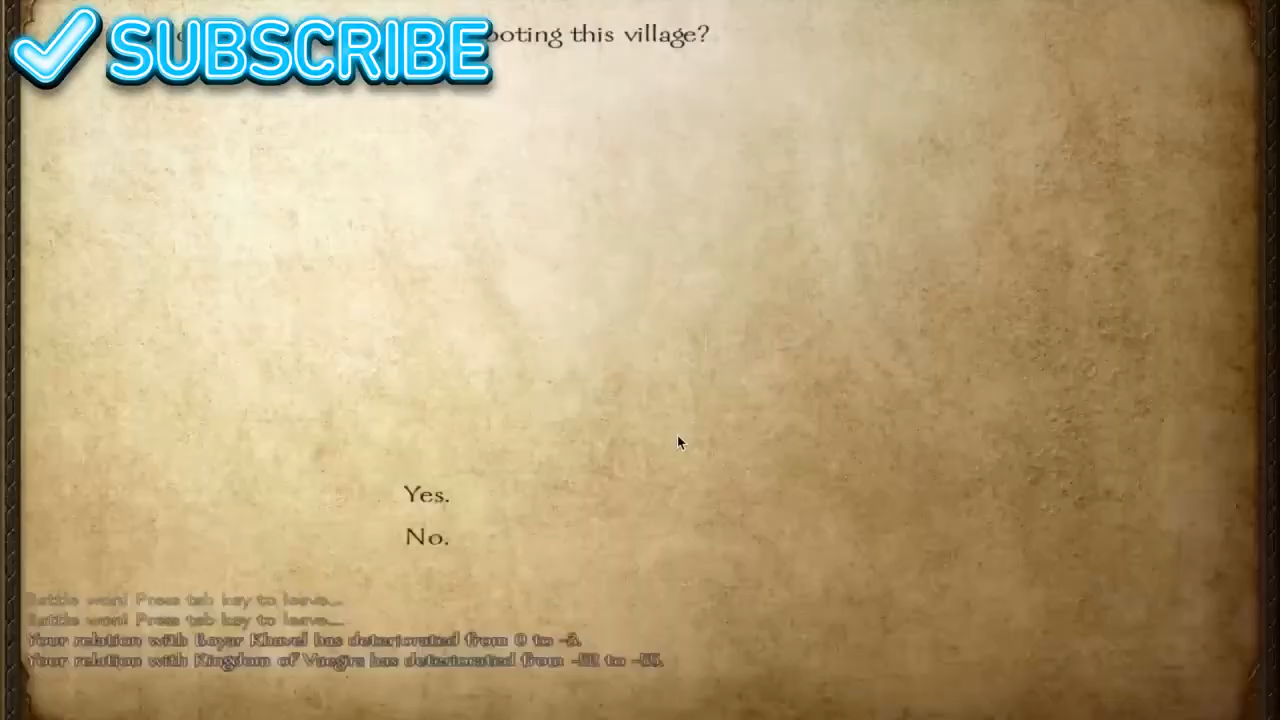 SUBSCRIBE
ooting this village?
Yes.
No.
Battle won! Press tab key to leave...
Battle won! Press tab key to leave...
Your relation with Boyar Khavel has deteriorated from 0 to -3.
Your relation with Kingdom of Vaegirs has deteriorated from to